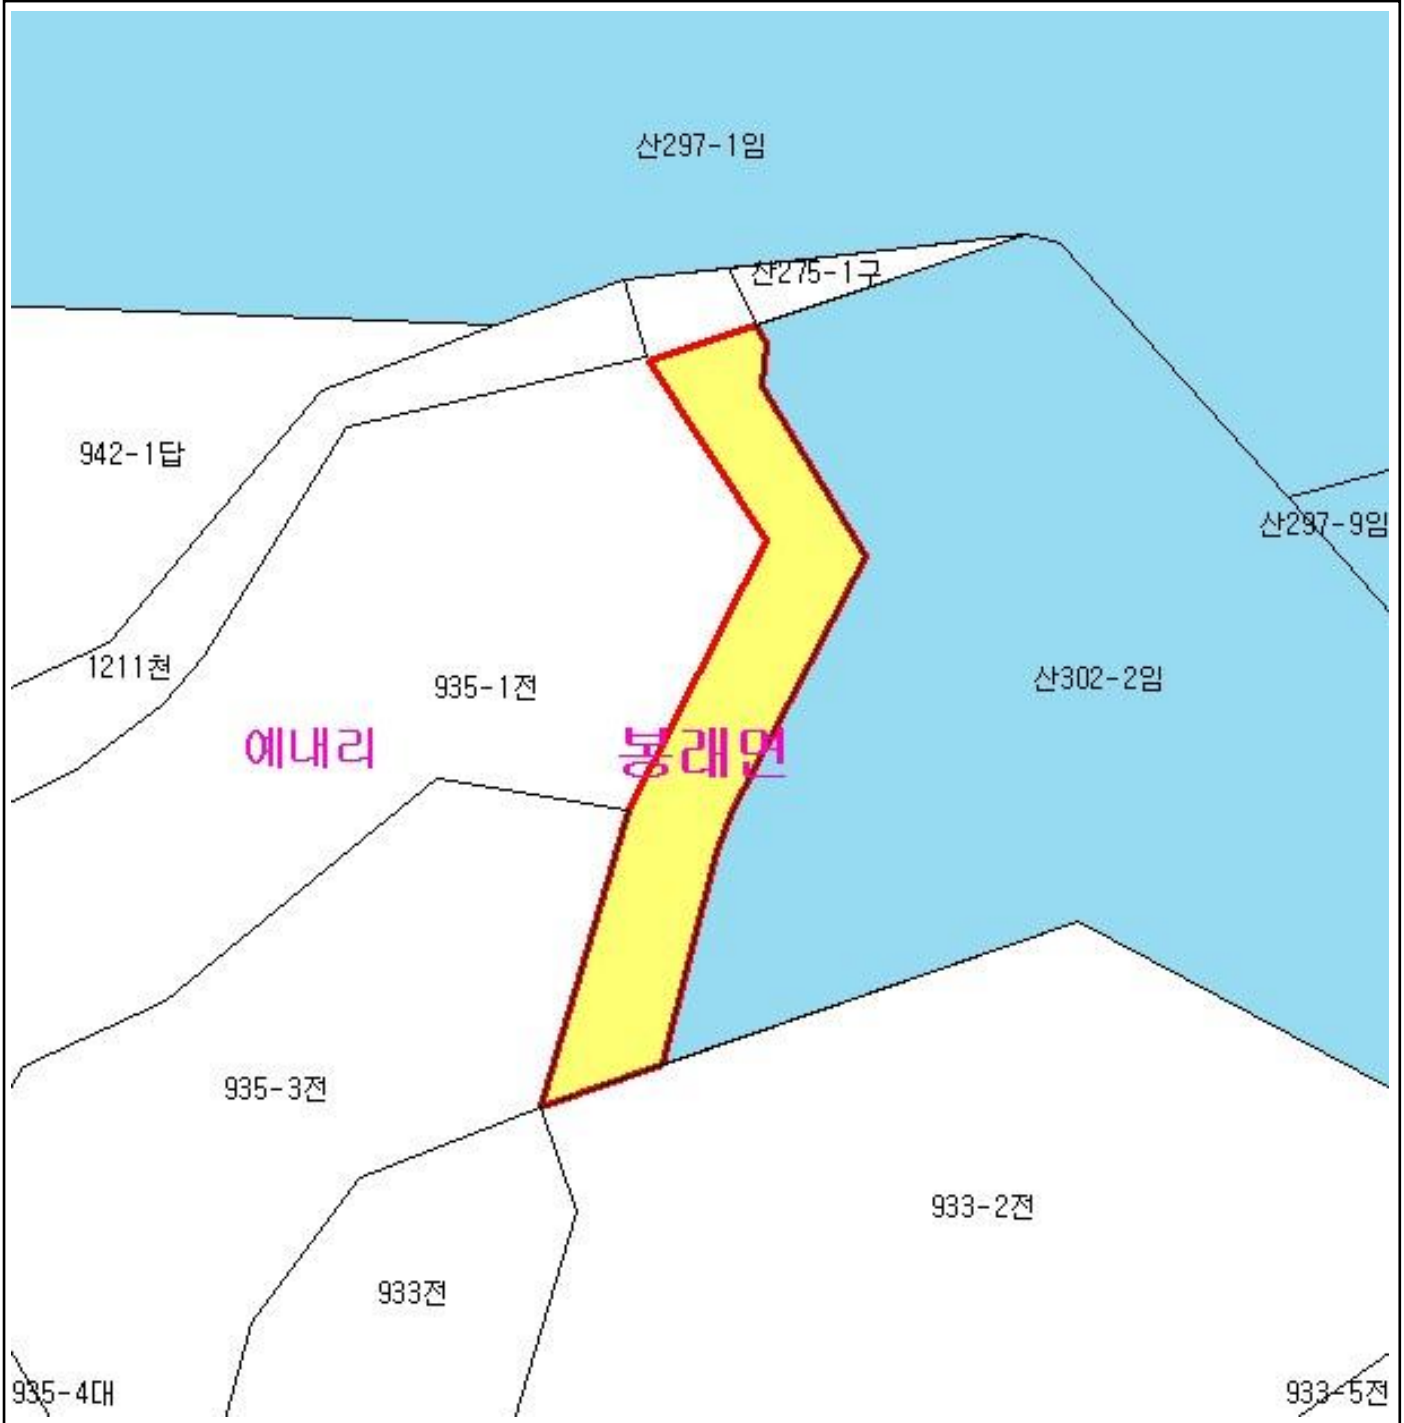 산297-1임
산275-1구
942-1답
산297-9임
1211천
935-1전
산302-2임
예내리
봉래면
935-3전
933-2전
933전
935-4대
933-5전